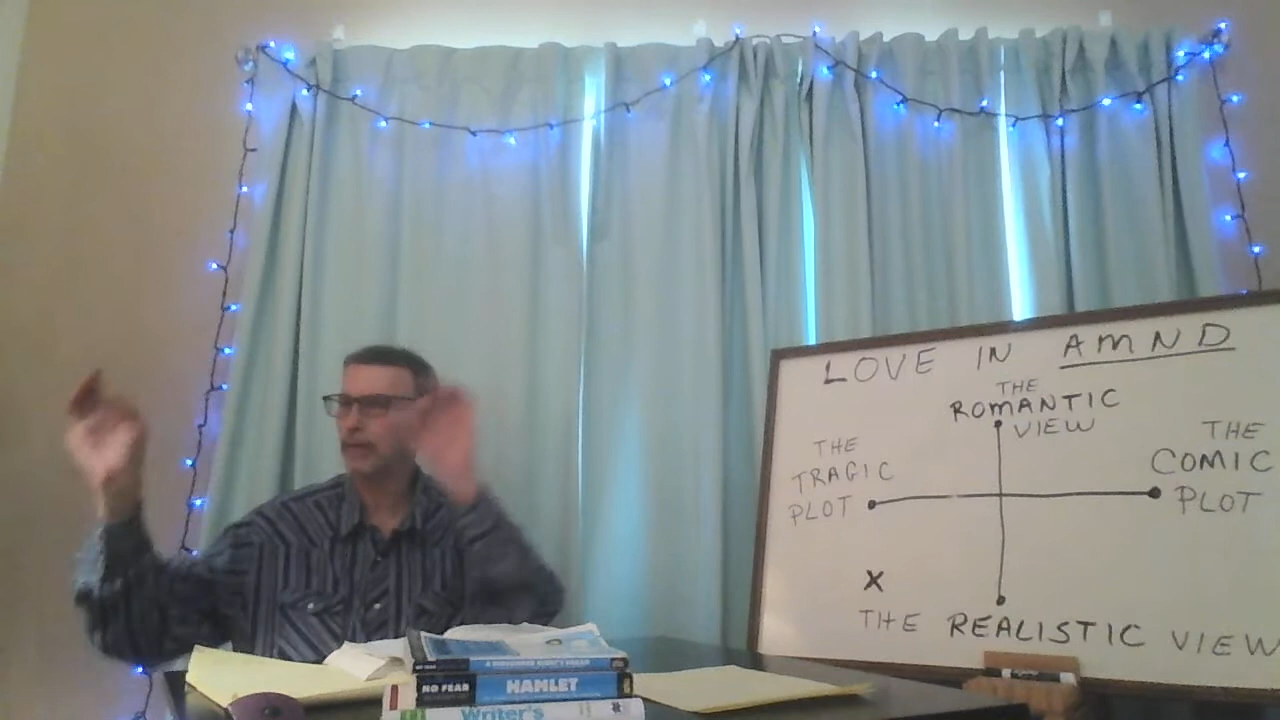 LOVE IN AMND
THE
ROMANTIC
VIEW
THE
TRAGIC
PLOT
THE
COMIC
PLOT
X
THE REALISTIC VIEW
NO FEAR
HAMLET
Writer's